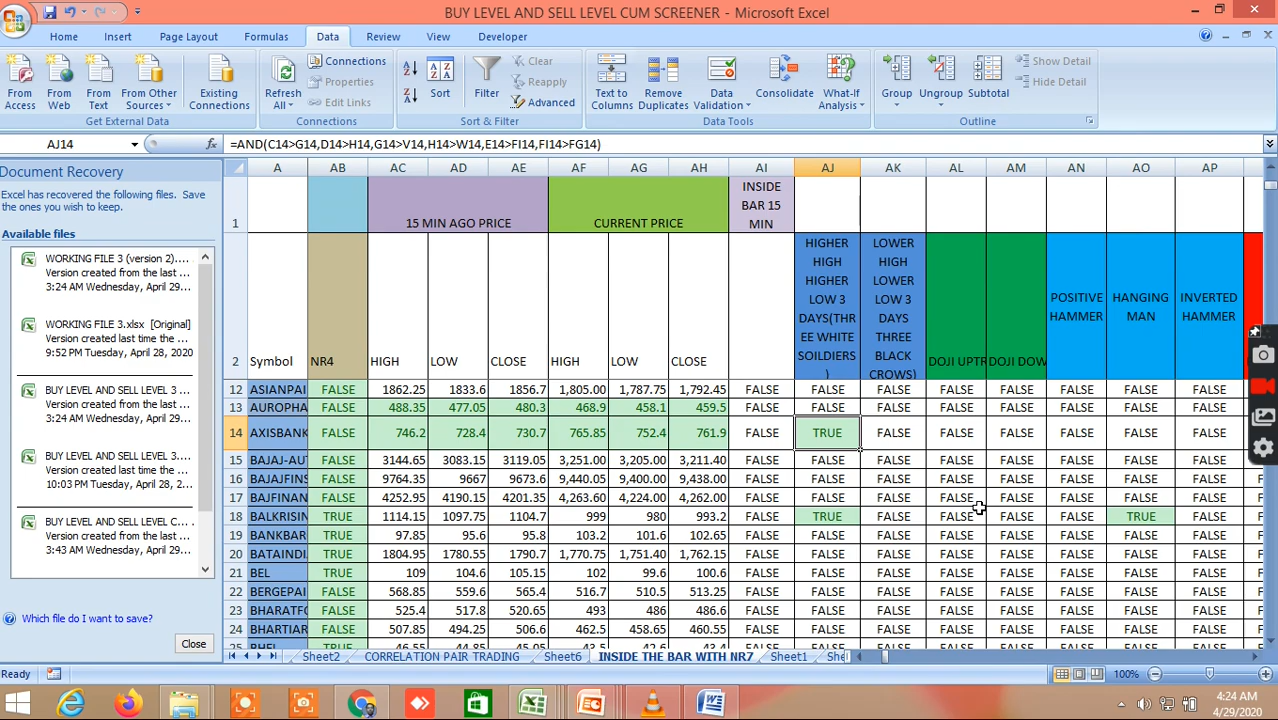 BUY LEVEL AND SELL LEVEL CUM SCREENER - Microsoft Excel
Home Insert Page Layout Formulas Data Review View Developer
From Access
From Web
From Text
From Other Sources
Existing Connections
Get External Data
Refresh All
Connections
Properties
Edit Links
Connections
Sort
Filter
Clear
Reapply
Advanced
Sort & Filter
Text to Columns
Remove Duplicates
Data Validation
Consolidate
What-If Analysis
Data Tools
Group
Ungroup
Subtotal
Show Detail
Hide Detail
Outline
AJ14 fx =AND(C14>G14,D14>H14,G14>V14,H14>W14,E14>FI14,FI14>FG14)
Document Recovery
Excel has recovered the following files. Save
the ones you wish to keep.
Available files
WORKING FILE 3 (version 2)....
Version created from the last ...
3:24 AM Wednesday, April 29...
WORKING FILE 3.xlsx [Original]
9:52 PM Tuesday, April 28, 2020
BUY LEVEL AND SELL LEVEL 3 ...
Version created from the last ...
3:24 AM Wednesday, April 29...
BUY LEVEL AND SELL LEVEL 3 ...
Version created from the last time the ...
10:03 PM Tuesday, April 28, 2...
BUY LEVEL AND SELL LEVEL C...
Version created from the last time the ...
3:43 AM Wednesday, April 29...
Which file do I want to save?
Close
A AB AC AD AE AF AG AH AI AJ AK AL AM AN AO AP
1 15 MIN AGO PRICE CURRENT PRICE INSIDE BAR 15 MIN
2 Symbol NR4 HIGH LOW CLOSE HIGH LOW CLOSE
HIGHER
HIGH
HIGHER
LOW 3
DAYS(THR
EE WHITE
SOILDIERS
)
LOWER
HIGH
LOWER
LOW 3
DAYS
THREE
BLACK
CROWS)
DOJI UPTR DOJI DOW
POSITIVE HAMMER
HANGING MAN
INVERTED HAMMER
12 ASIANPAI FALSE 1862.25 1833.6 1856.7 1,805.00 1,787.75 1,792.45 FALSE FALSE FALSE FALSE FALSE FALSE FALSE FALSE
13 AUROPHA FALSE 488.35 477.05 480.3 468.9 458.1 459.5 FALSE FALSE FALSE FALSE FALSE FALSE FALSE FALSE
14 AXISBANK FALSE 746.2 728.4 730.7 765.85 752.4 761.9 FALSE TRUE FALSE FALSE FALSE FALSE FALSE FALSE
15 BAJAJ-AUT FALSE 3144.65 3083.15 3119.05 3,251.00 3,205.00 3,211.40 FALSE FALSE FALSE FALSE FALSE FALSE FALSE FALSE
16 BAJAJFINS FALSE 9764.35 9667 9673.6 9,440.05 9,400.00 9,438.00 FALSE FALSE FALSE FALSE FALSE FALSE FALSE FALSE
17 BAJFINAN FALSE 4252.95 4190.15 4201.35 4,263.60 4,224.00 4,262.00 FALSE FALSE FALSE FALSE FALSE FALSE FALSE FALSE
18 BALKRISIN TRUE 1114.15 1097.75 1104.7 999 980 993.2 FALSE TRUE FALSE FALSE FALSE FALSE TRUE FALSE
19 BANKBAR TRUE 97.85 95.6 95.8 103.2 101.6 102.65 FALSE FALSE FALSE FALSE FALSE FALSE FALSE FALSE
20 BATAINDI TRUE 1804.95 1780.55 1790.7 1,770.75 1,751.40 1,762.15 FALSE FALSE FALSE FALSE FALSE FALSE FALSE FALSE
21 BEL TRUE 109 104.6 105.15 102 99.6 100.6 FALSE FALSE FALSE FALSE FALSE FALSE FALSE FALSE
22 BERGEPAI FALSE 568.85 559.6 567.4 516.7 510.5 513.25 FALSE FALSE FALSE FALSE FALSE FALSE FALSE FALSE
23 BHARATFO FALSE 525.4 517.8 520.65 493 486 486.6 FALSE FALSE FALSE FALSE FALSE FALSE FALSE FALSE
24 BHARTIAR FALSE 507.85 494.25 506.6 462.5 458.65 460.55 FALSE FALSE FALSE FALSE FALSE FALSE FALSE FALSE
Sheet2 CORRELATION PAIR TRADING Sheet6 INSIDE THE BAR WITH NR7 Sheet1 She
Ready 100%
4:24 AM
4/29/2020